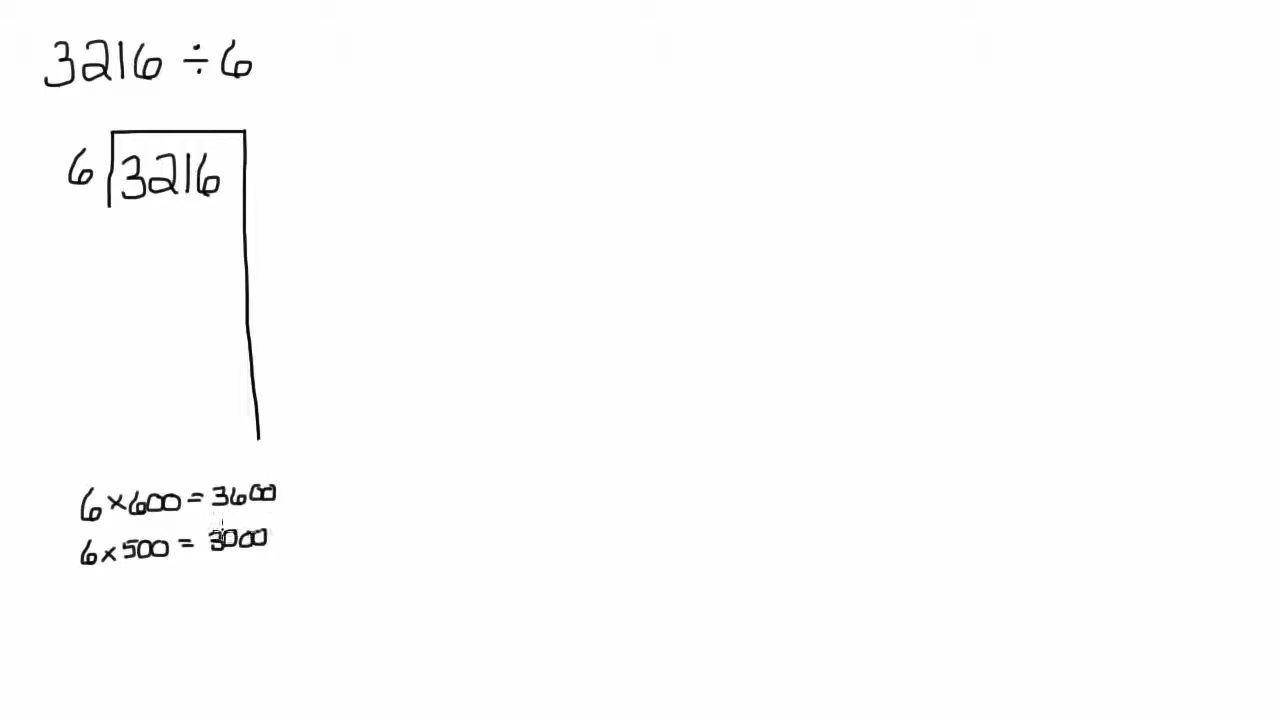 3216 ÷ 6
6 3216
6 × 600 = 3600
6 × 500 = 3000